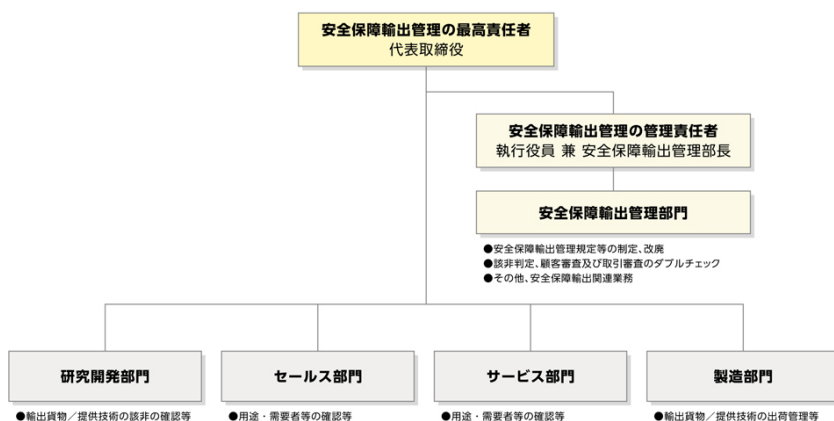 安全保障輸出管理の最高責任者
代表取締役
安全保障輸出管理の管理責任者
執行役員 兼 安全保障輸出管理部長
安全保障輸出管理部門
●安全保障輸出管理規定等の制定、改廃
●該非判定、顧客審査及び取引審査のダブルチェック
●その他、安全保障輸出関連業務
研究開発部門
セールス部門
サービス部門
製造部門
●輸出貨物／提供技術の該非の確認等
●用途・需要者等の確認等
●用途・需要者等の確認等
●輸出貨物／提供技術の出荷管理等